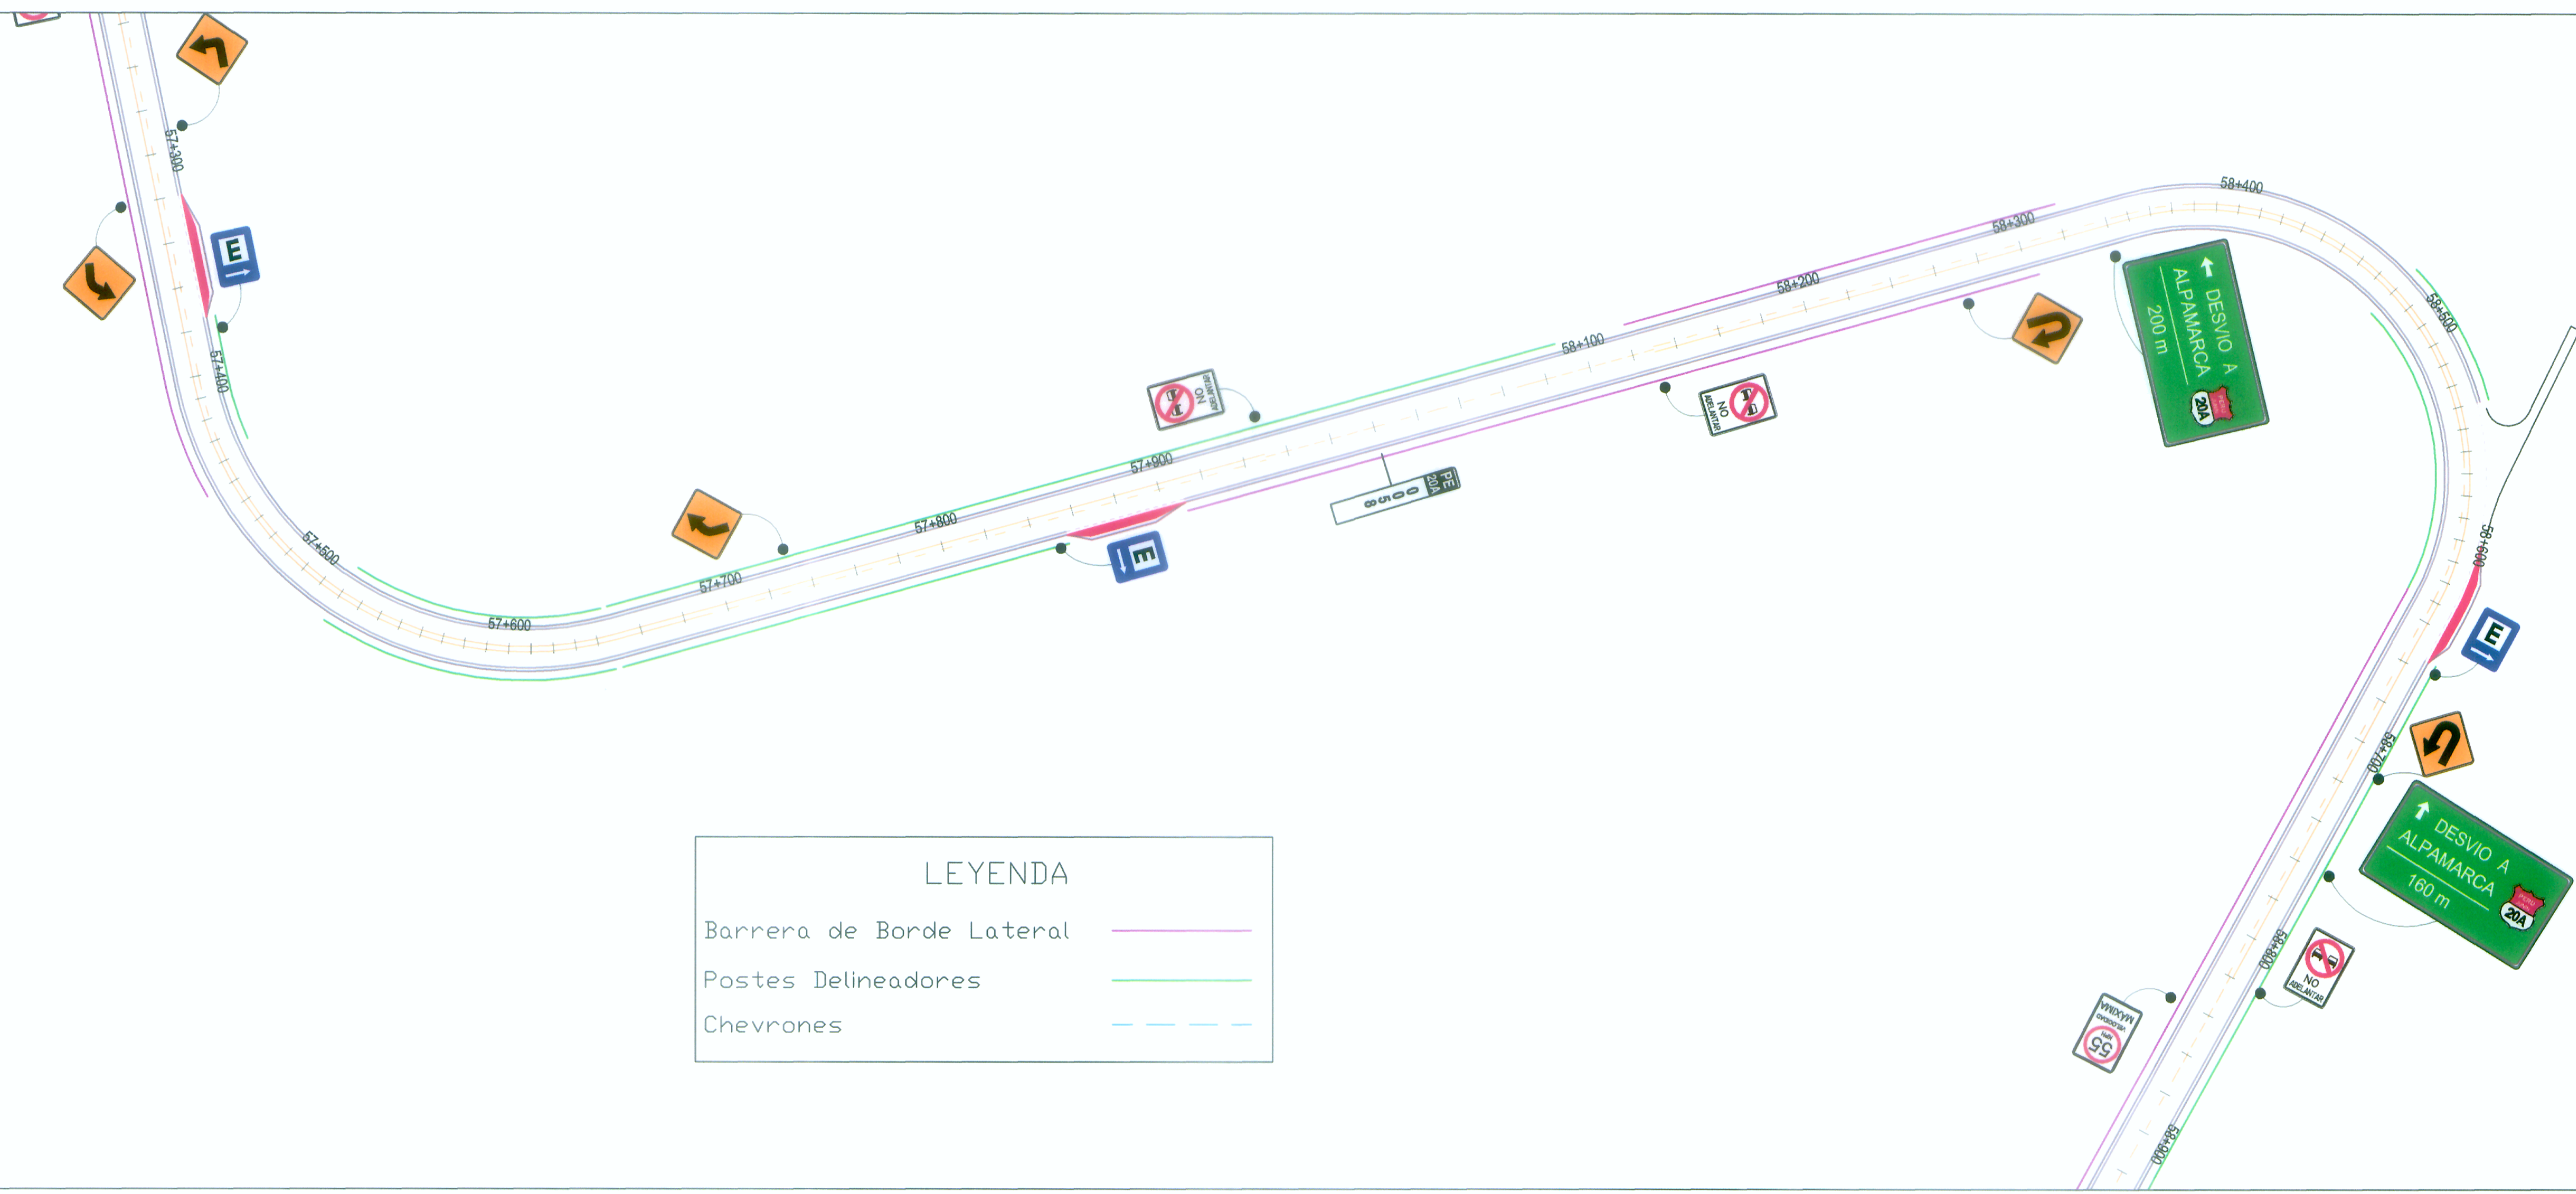 57+300
E
57+400
57+500
57+600
57+700
57+800
57+900
E
NO
ADELANTAR
PE
20A
0058
58+100
NO
ADELANTAR
58+200
58+300
58+400
DESVIO A
ALPAMARCA
200 m
20A
58+500
58+600
E
58+700
DESVIO A
ALPAMARCA
160 m
PERU
20A
58+800
NO
ADELANTAR
55
KPH
VELOCIDAD
MÁXIMA
58+900
LEYENDA
Barrera de Borde Lateral
Postes Delineadores
Chevrones